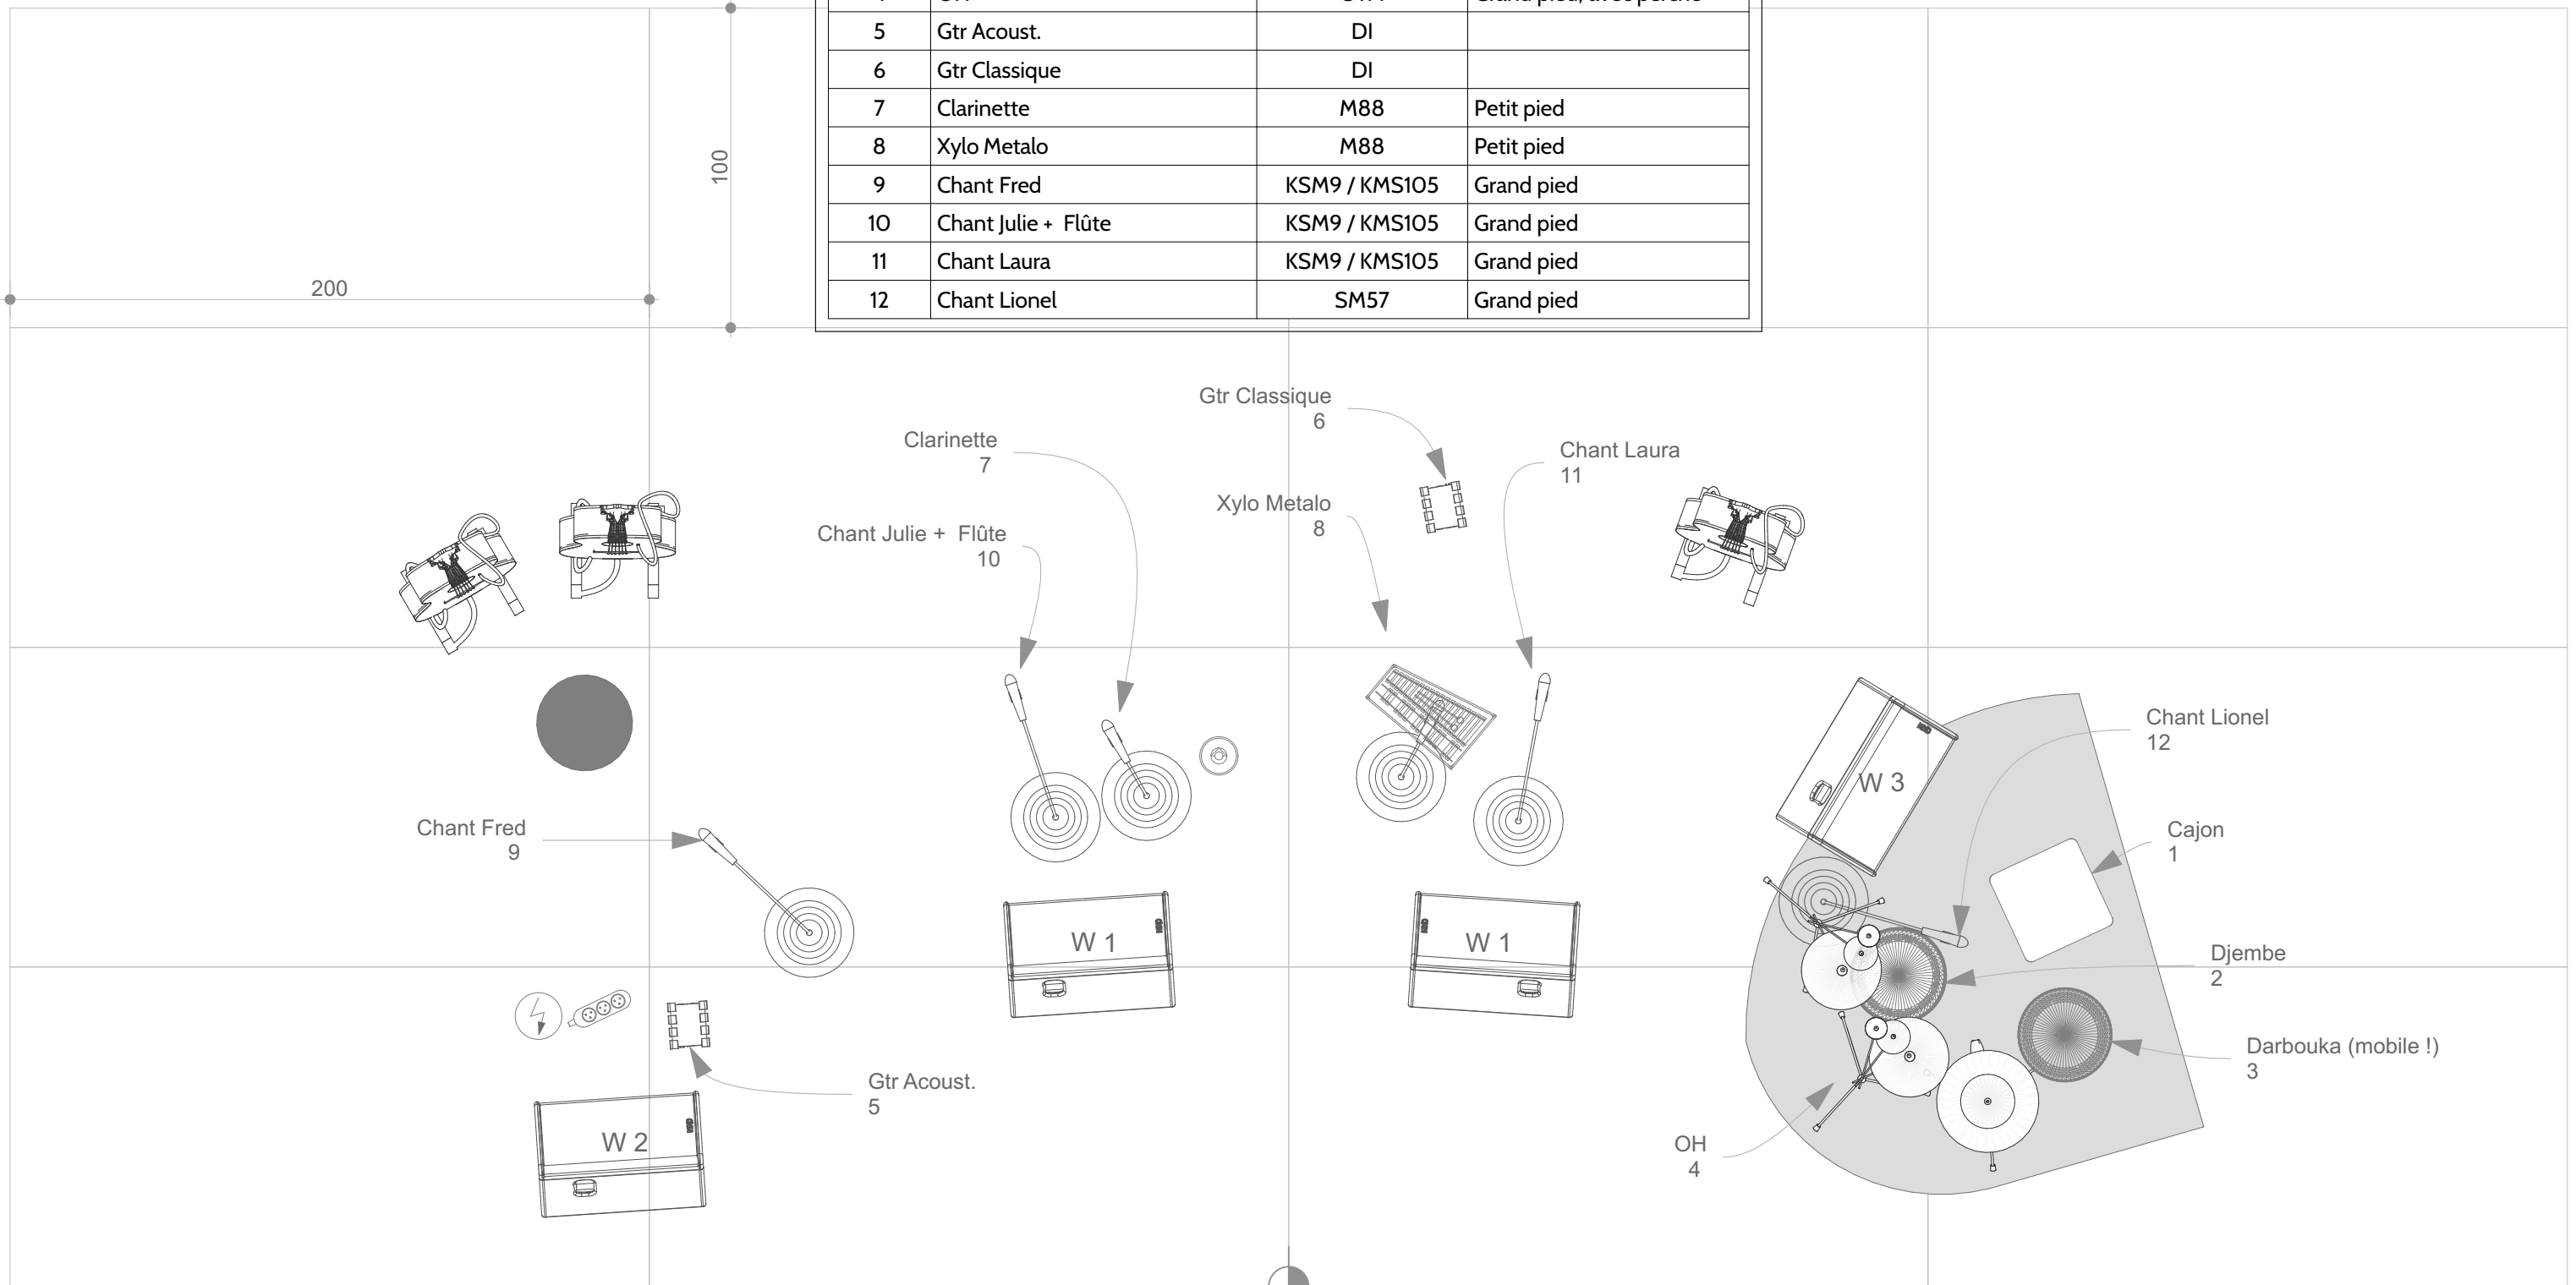 5 Gtr Acoust. DI
6 Gtr Classique DI
7 Clarinette M88 Petit pied
8 Xylo Metalo M88 Petit pied
9 Chant Fred KSM9 / KMS105 Grand pied
10 Chant Julie + Flûte KSM9 / KMS105 Grand pied
11 Chant Laura KSM9 / KMS105 Grand pied
12 Chant Lionel SM57 Grand pied
100
200
Gtr Classique
6
Clarinette
7
Chant Laura
11
Xylo Metalo
8
Chant Julie + Flûte
10
Chant Lionel
12
W 3
Chant Fred
9
Cajon
1
W 1
W 1
Djembe
2
Darbouka (mobile !)
3
Gtr Acoust.
5
W 2
OH
4